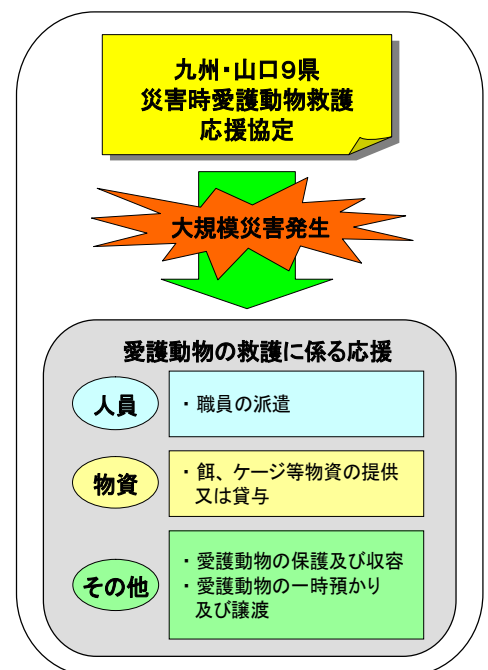 九州・山口9県
災害時愛護動物救護
応援協定
大規模災害発生
愛護動物の救護に係る応援
人員
・職員の派遣
物資
・餌、ケージ等物資の提供
又は貸与
その他
・愛護動物の保護及び収容
・愛護動物の一時預かり
及び譲渡